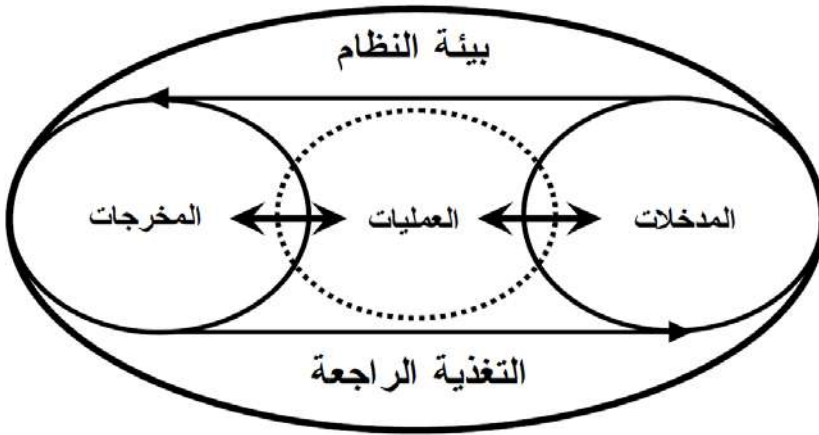 بيئة النظام
المدخلات
العمليات
المخرجات
التغذية الراجعة